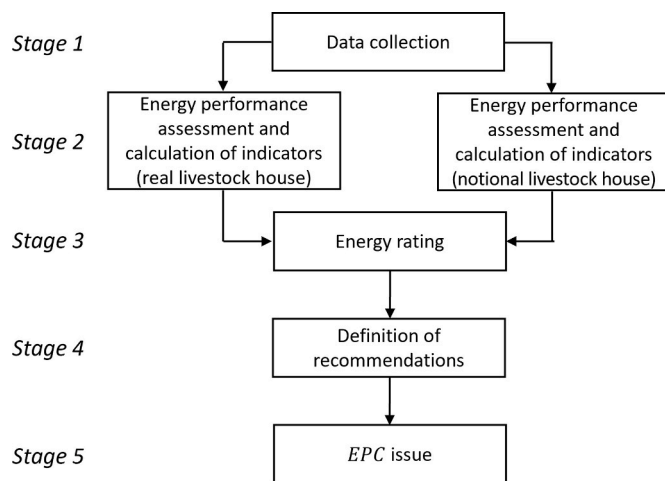 Stage 1
Data collection
Stage 2
Energy performance
assessment and
calculation of indicators
(real livestock house)
Energy performance
assessment and
calculation of indicators
(notional livestock house)
Stage 3
Energy rating
Stage 4
Definition of
recommendations
Stage 5
EPC issue